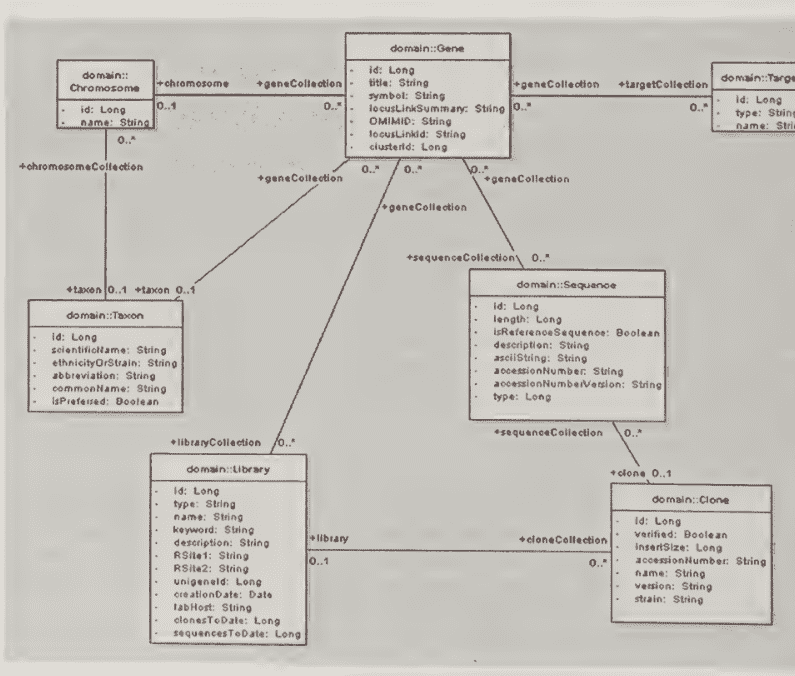 domain::Gene
id: Long
title: String
symbol: String
locusLinkSummary: String
OMIMID: String
locusLinkId: String
clusterId: Long
domain::
Chromosome
id: Long
name: String
+chromosome
0..1
+geneCollection
0..*
+geneCollection
0..*
+targetCollection
0..*
id: Long
0..*
+chromosomeCollection
+geneCollection
0..*
0..*
+geneCollection
0..*
+geneCollection
+sequenceCollection 0..*
+taxon 0..1
+taxon 0..1
domain::Taxon
id: Long
scientificName: String
ethnicityOrStrain: String
abbreviation: String
commonName: String
isPreferred: Boolean
domain::Sequence
id: Long
length: Long
isReferenceSequence: Boolean
description: String
asciiString: String
accessionNumber: String
accessionNumberVersion: String
type: Long
+libraryCollection 0..*
+sequenceCollection 0..*
+clone 0..1
domain::Library
id: Long
type: String
name: String
keyword: String
description: String
RSite1: String
RSite2: String
unigeneId: Long
creationDate: Date
labHost: String
clonesToDate: Long
sequencesToDate: Long
+library
0..1
+cloneCollection
0..*
domain::Clone
id: Long
verified: Boolean
insertSize: Long
accessionNumber: String
name: String
version: String
strain: String